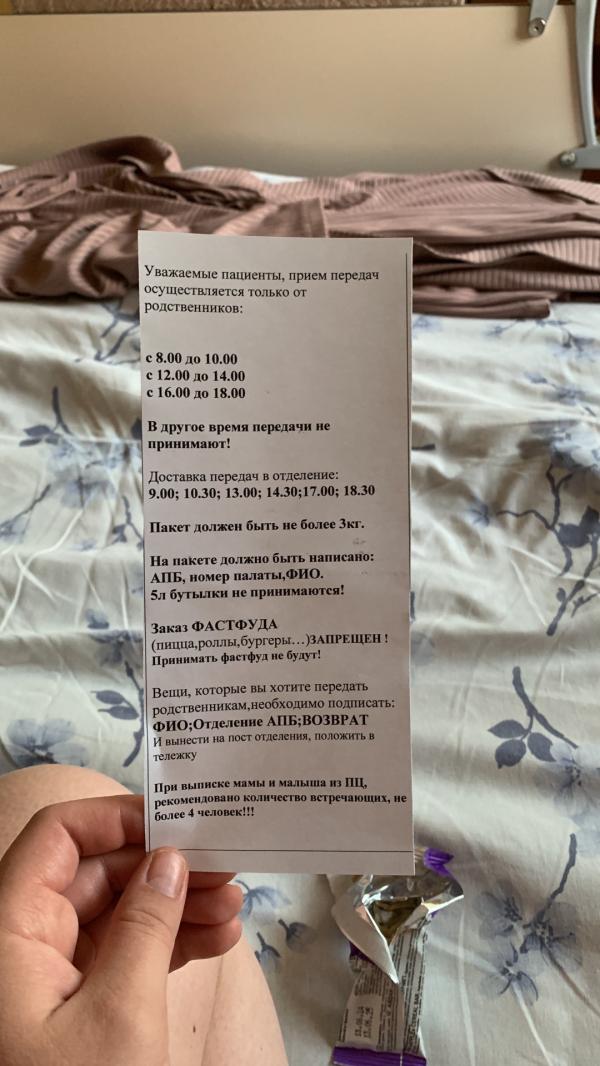 Уважаемые пациенты, прием передач
осуществляется только от
родственников:
с 8.00 до 10.00
с 12.00 до 14.00
с 16.00 до 18.00
В другое время передачи не
принимают!
Доставка передач в отделение:
9.00; 10.30; 13.00; 14.30;17.00; 18.30
Пакет должен быть не более 3кг.
На пакете должно быть написано:
АПБ, номер палаты,ФИО.
5л бутылки не принимаются!
Заказ ФАСТФУДА
(пицца,роллы,бургеры…)ЗАПРЕЩЕН !
Принимать фастфуд не будут!
Вещи, которые вы хотите передать
родственникам,необходимо подписать:
ФИО;Отделение АПБ;ВОЗВРАТ
И вынести на пост отделения, положить в
тележку
При выписке мамы и малыша из ПЦ,
рекомендовано количество встречающих, не
более 4 человек!!!